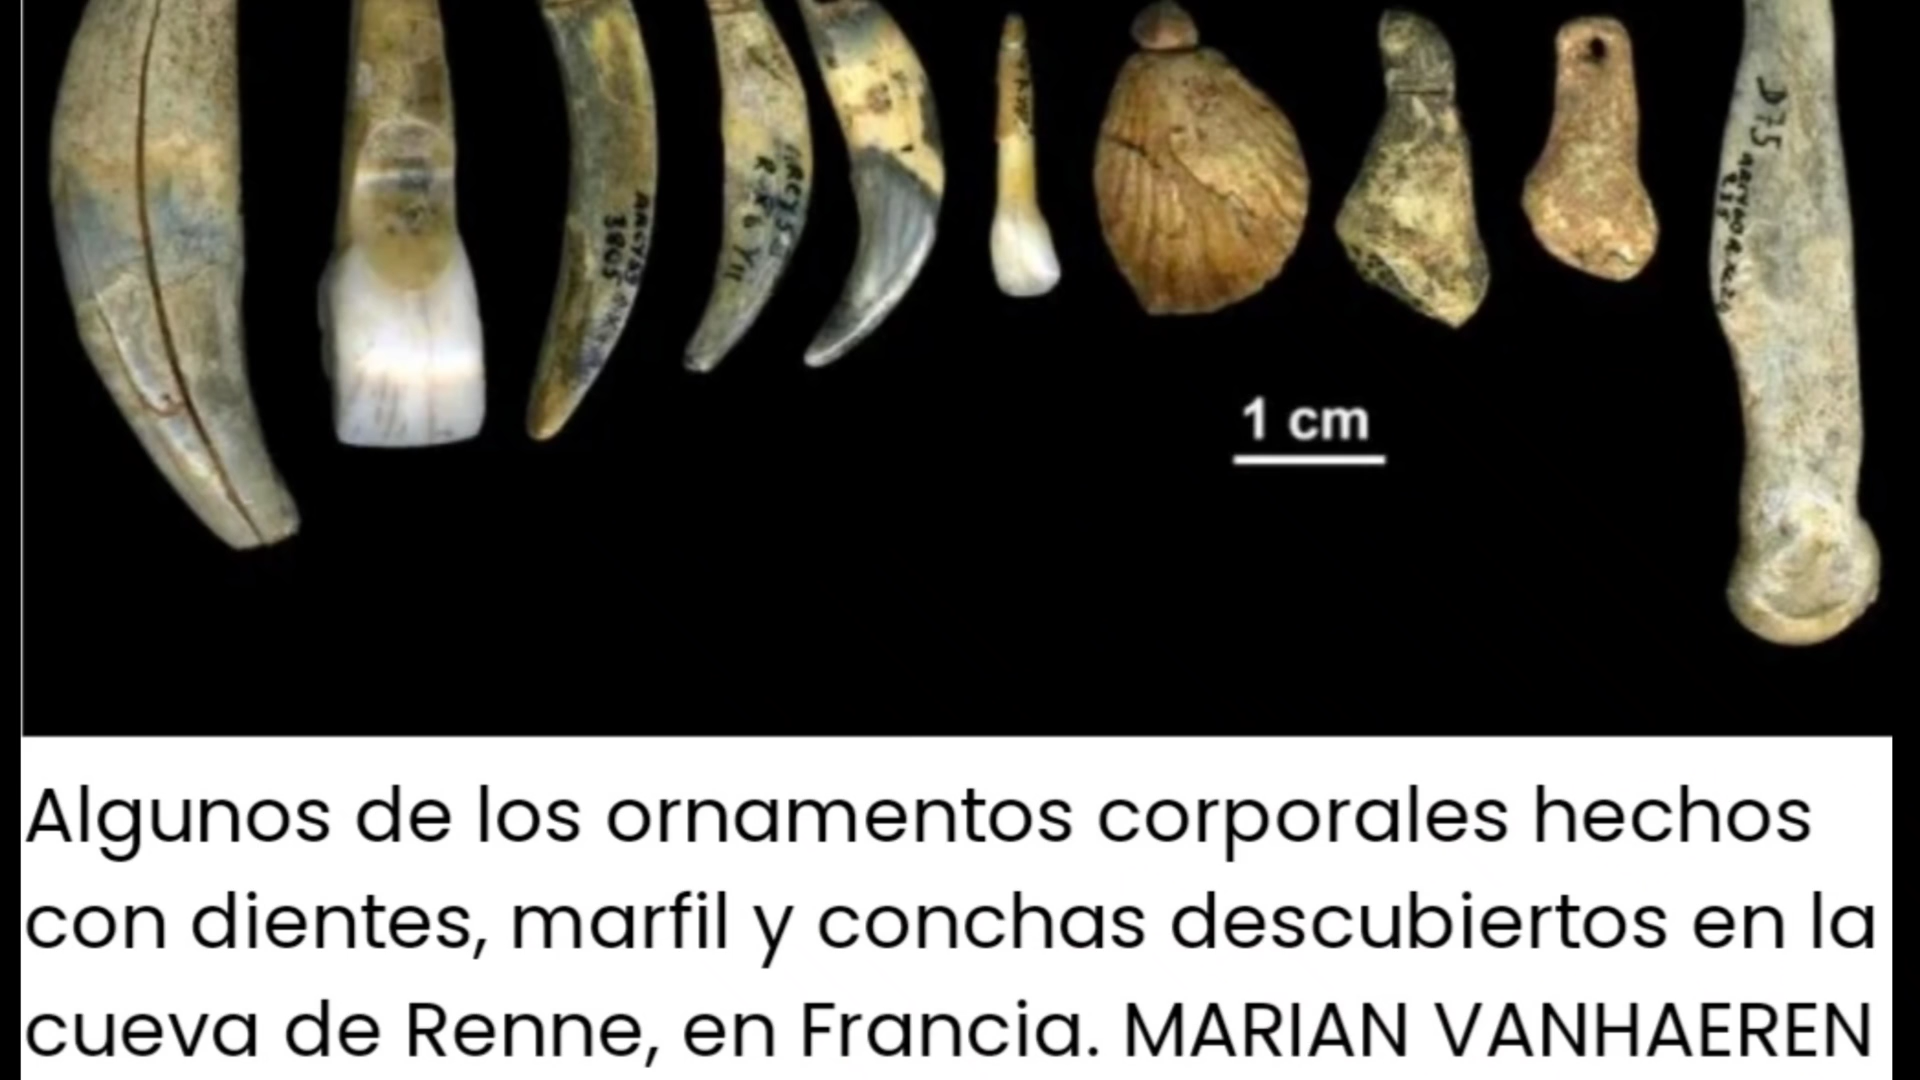 1 cm
Algunos de los ornamentos corporales hechos
con dientes, marfil y conchas descubiertos en la
cueva de Renne, en Francia. MARIAN VANHAEREN